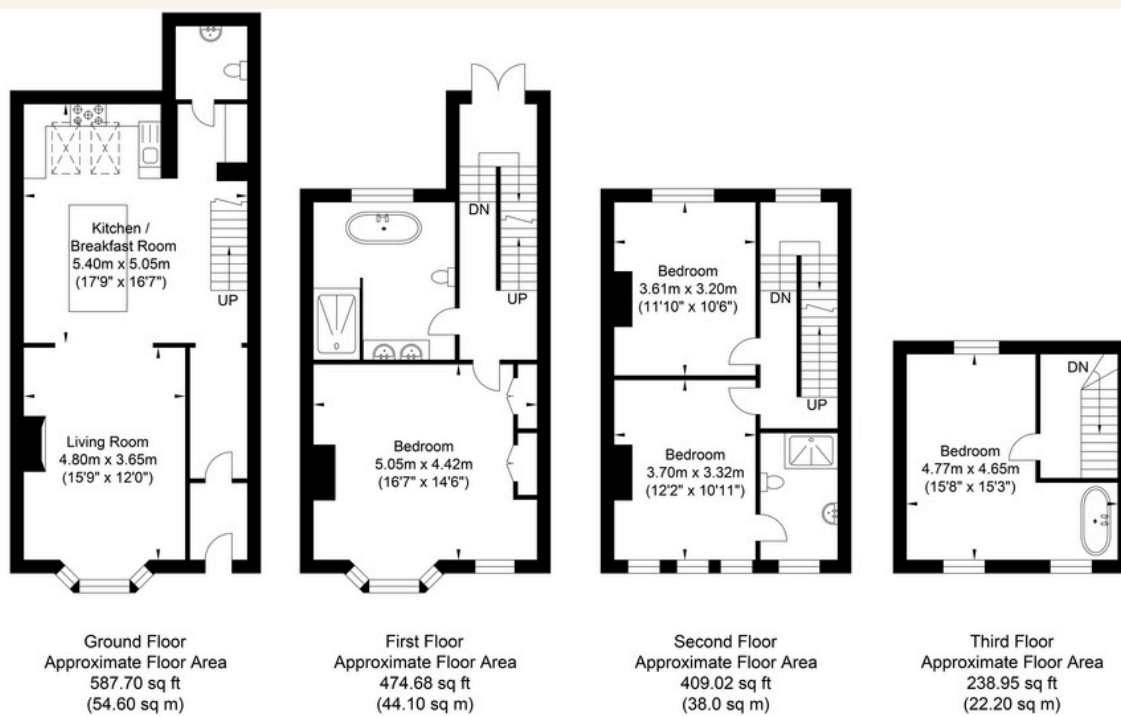 Kitchen /
Breakfast Room
5.40m x 5.05m
(17'9" x 16'7")
UP
Living Room
4.80m x 3.65m
(15'9" x 12'0")
Ground Floor
Approximate Floor Area
587.70 sq ft
(54.60 sq m)
DN
UP
Bedroom
5.05m x 4.42m
(16'7" x 14'6")
First Floor
Approximate Floor Area
474.68 sq ft
(44.10 sq m)
Bedroom
3.61m x 3.20m
(11'10" x 10'6")
DN
UP
Bedroom
3.70m x 3.32m
(12'2" x 10'11")
Second Floor
Approximate Floor Area
409.02 sq ft
(38.0 sq m)
DN
Bedroom
4.77m x 4.65m
(15'8" x 15'3")
Third Floor
Approximate Floor Area
238.95 sq ft
(22.20 sq m)